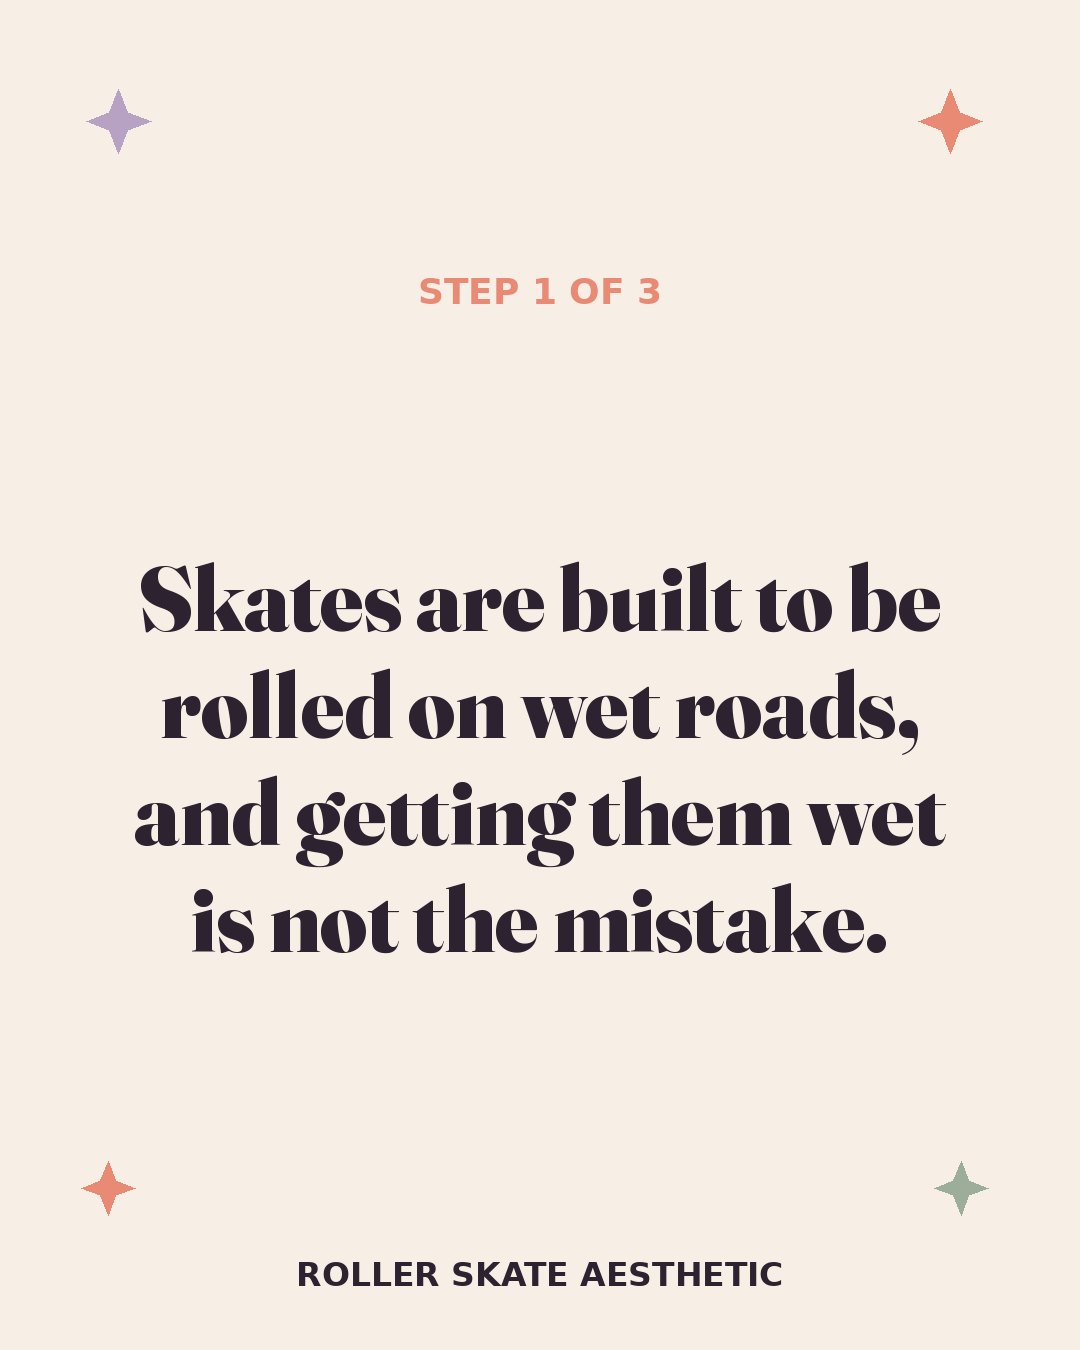 STEP 1 OF 3
Skates are built to be
rolled on wet roads,
and getting them wet
is not the mistake.
ROLLER SKATE AESTHETIC